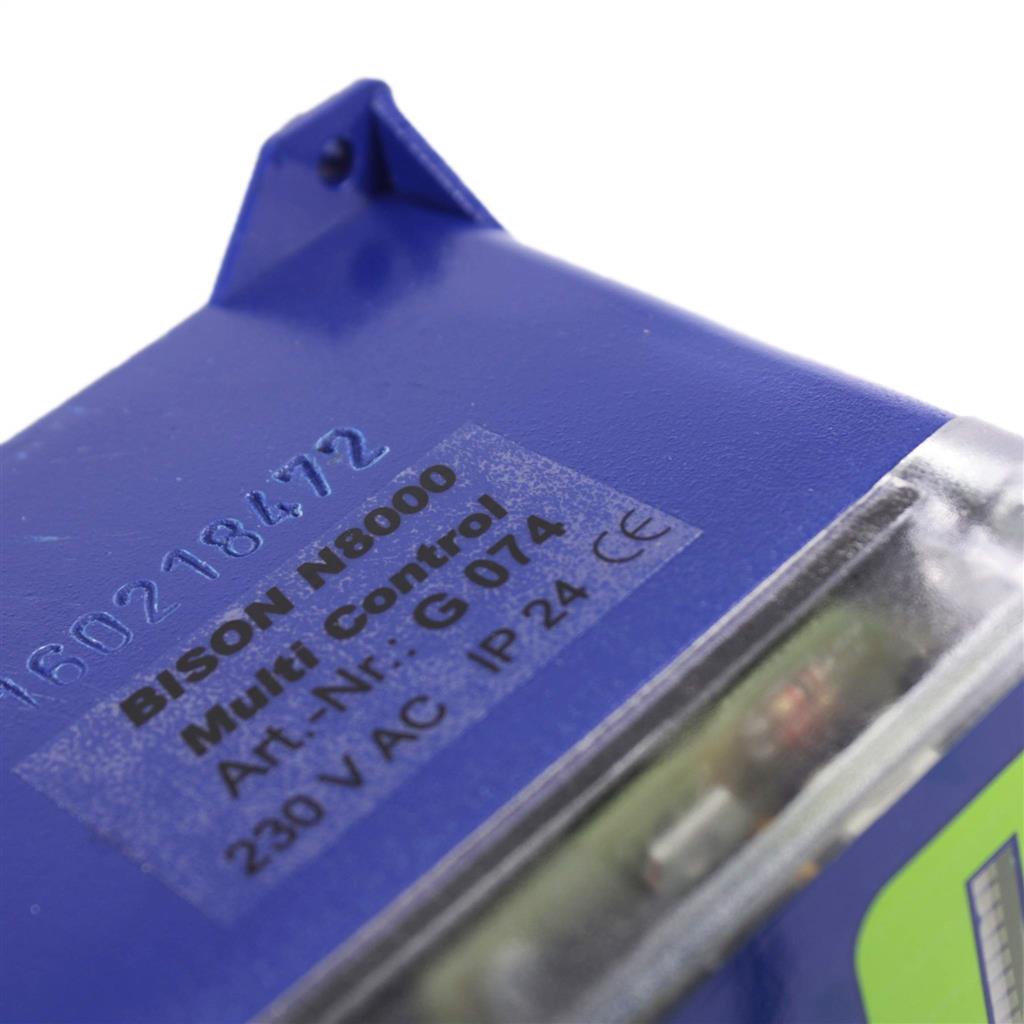 160218472
BISON N8000
Multi Control
Art.-Nr.: G 074
230 V AC IP 24 CE